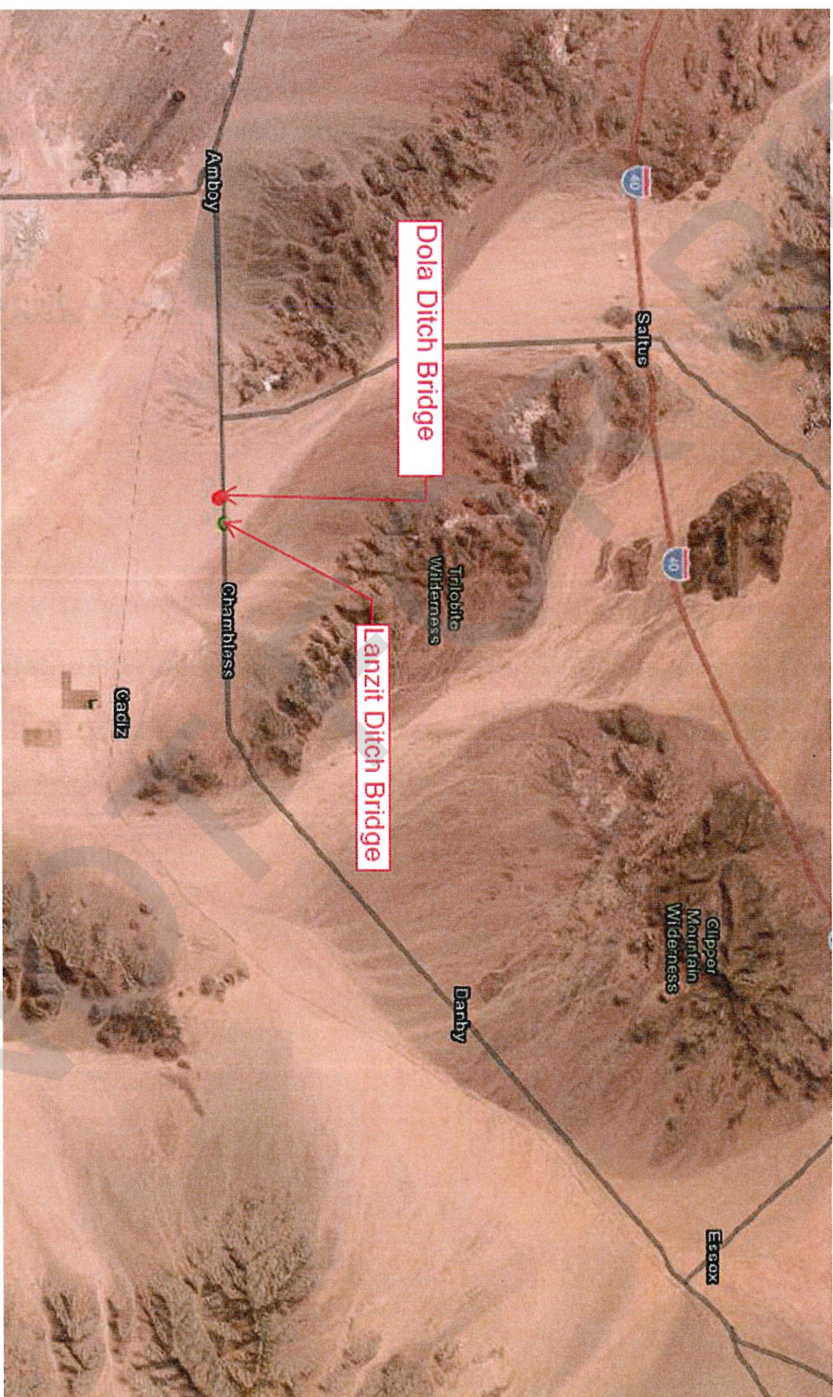 Essex
Clipper
Mountain
Wilderness
40
Saltus
40
Danby
Trilobite
Wilderness
Dola Ditch Bridge
Lanzit Ditch Bridge
Chambless
Amboy
Cadiz